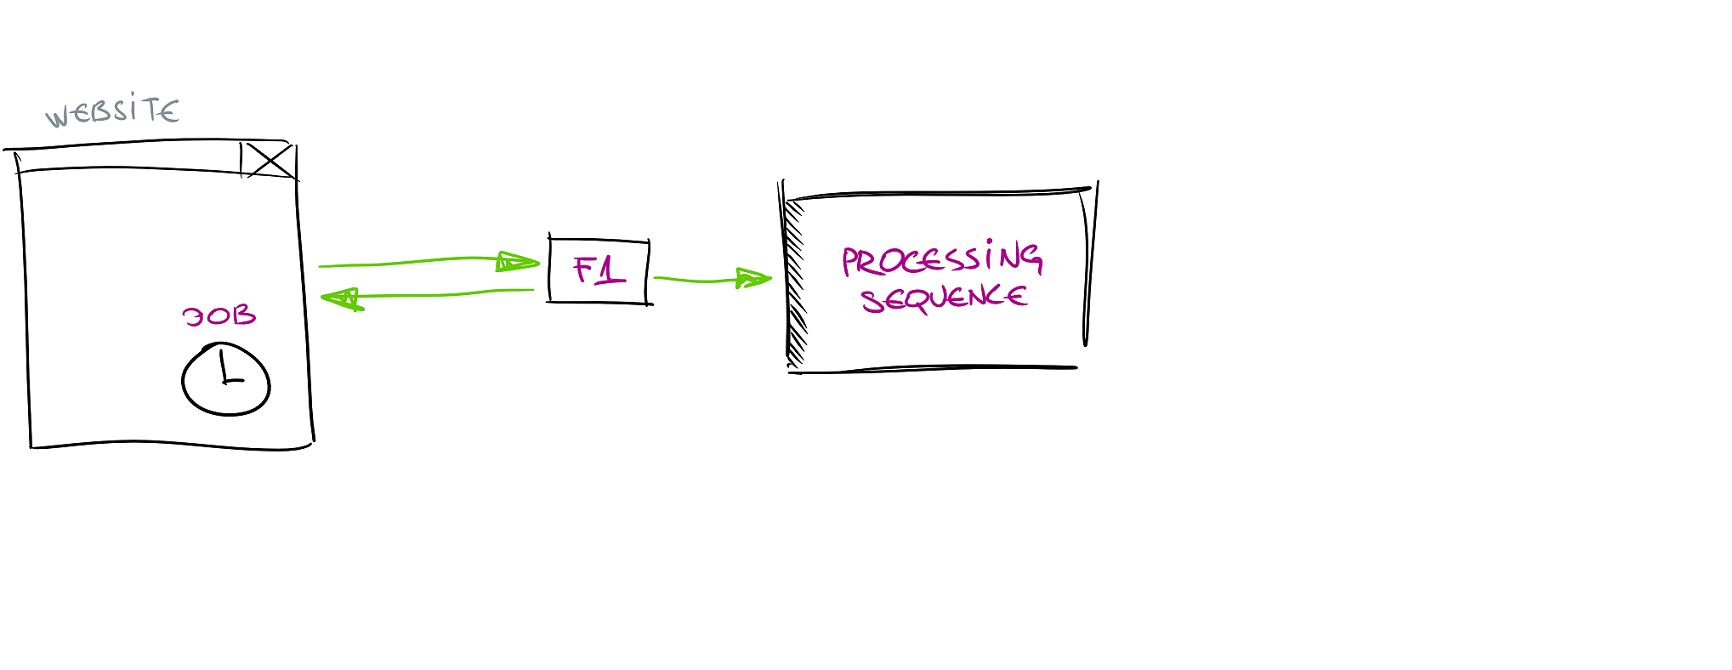 WEBSITE
JOB
F1
PROCESSING
SEQUENCE